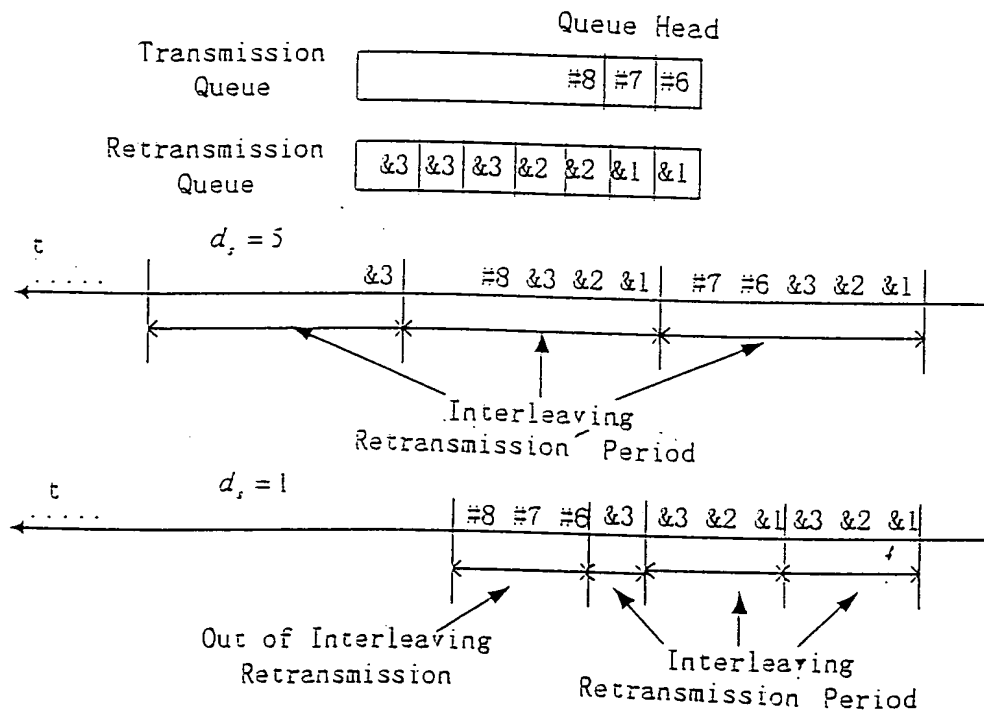 Queue Head
Transmission
Queue
#8 #7 #6
Retransmission
Queue
&3 &3 &3 &2 &2 &1 &1
t
.....
d_s = 5
&3 #8 &3 &2 &1 #7 #6 &3 &2 &1
Interleaving
Retransmission Period
t
.....
d_s = 1
#8 #7 #6 &3 &3 &2 &1 &3 &2 &1
Out of Interleaving
Retransmission
Interleaving
Retransmission Period